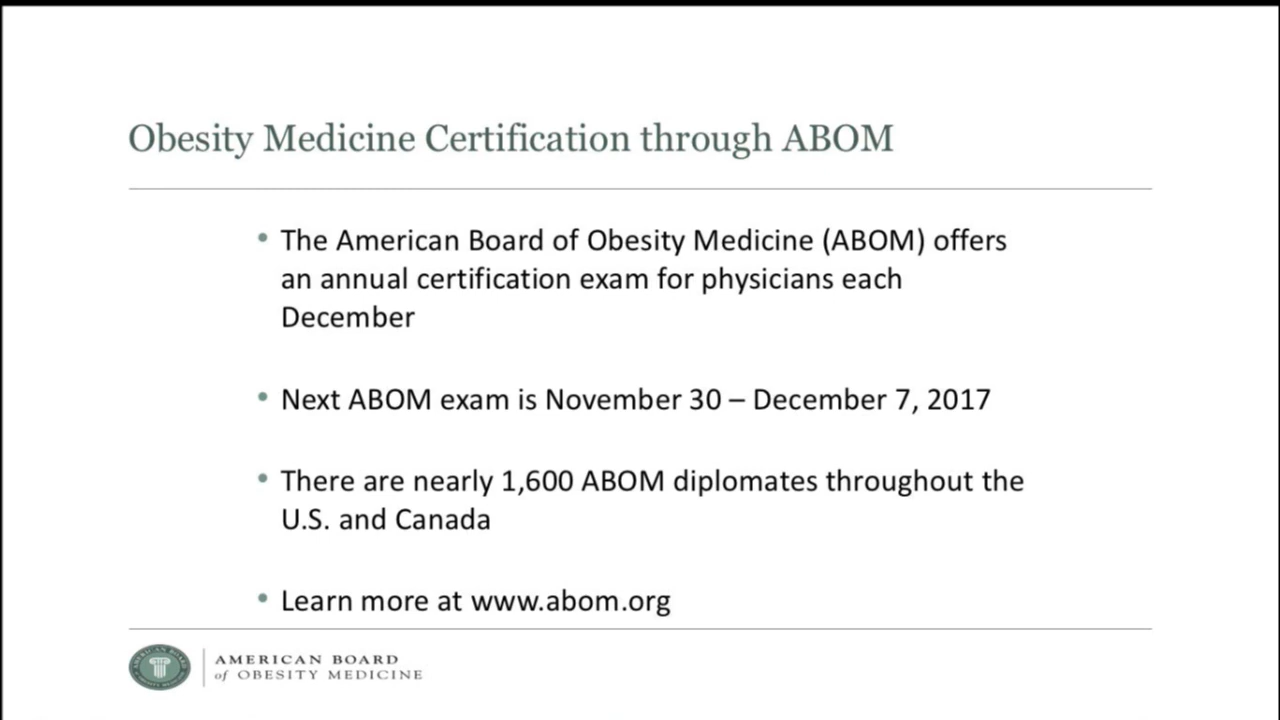 Obesity Medicine Certification through ABOM
• The American Board of Obesity Medicine (ABOM) offers
an annual certification exam for physicians each
December
• Next ABOM exam is November 30 – December 7, 2017
• There are nearly 1,600 ABOM diplomates throughout the
U.S. and Canada
• Learn more at www.abom.org
AMERICAN BOARD
of OBESITY MEDICINE